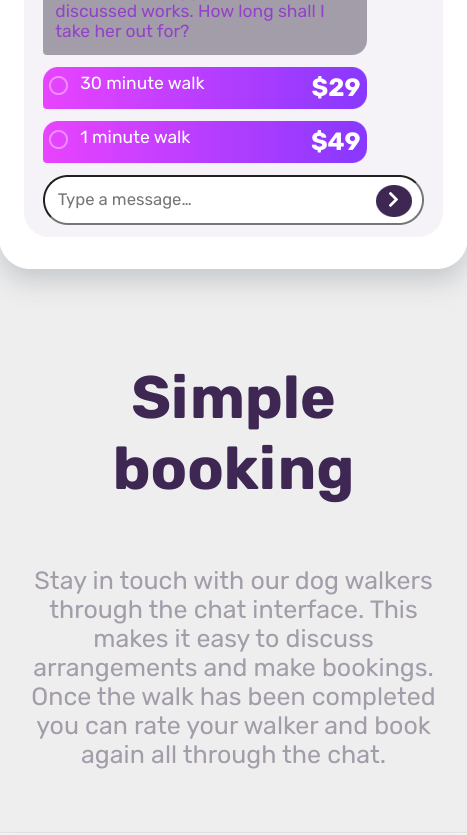 discussed works. How long shall I
take her out for?
30 minute walk $29
1 minute walk $49
Type a message…
Simple
booking
Stay in touch with our dog walkers
through the chat interface. This
makes it easy to discuss
arrangements and make bookings.
Once the walk has been completed
you can rate your walker and book
again all through the chat.